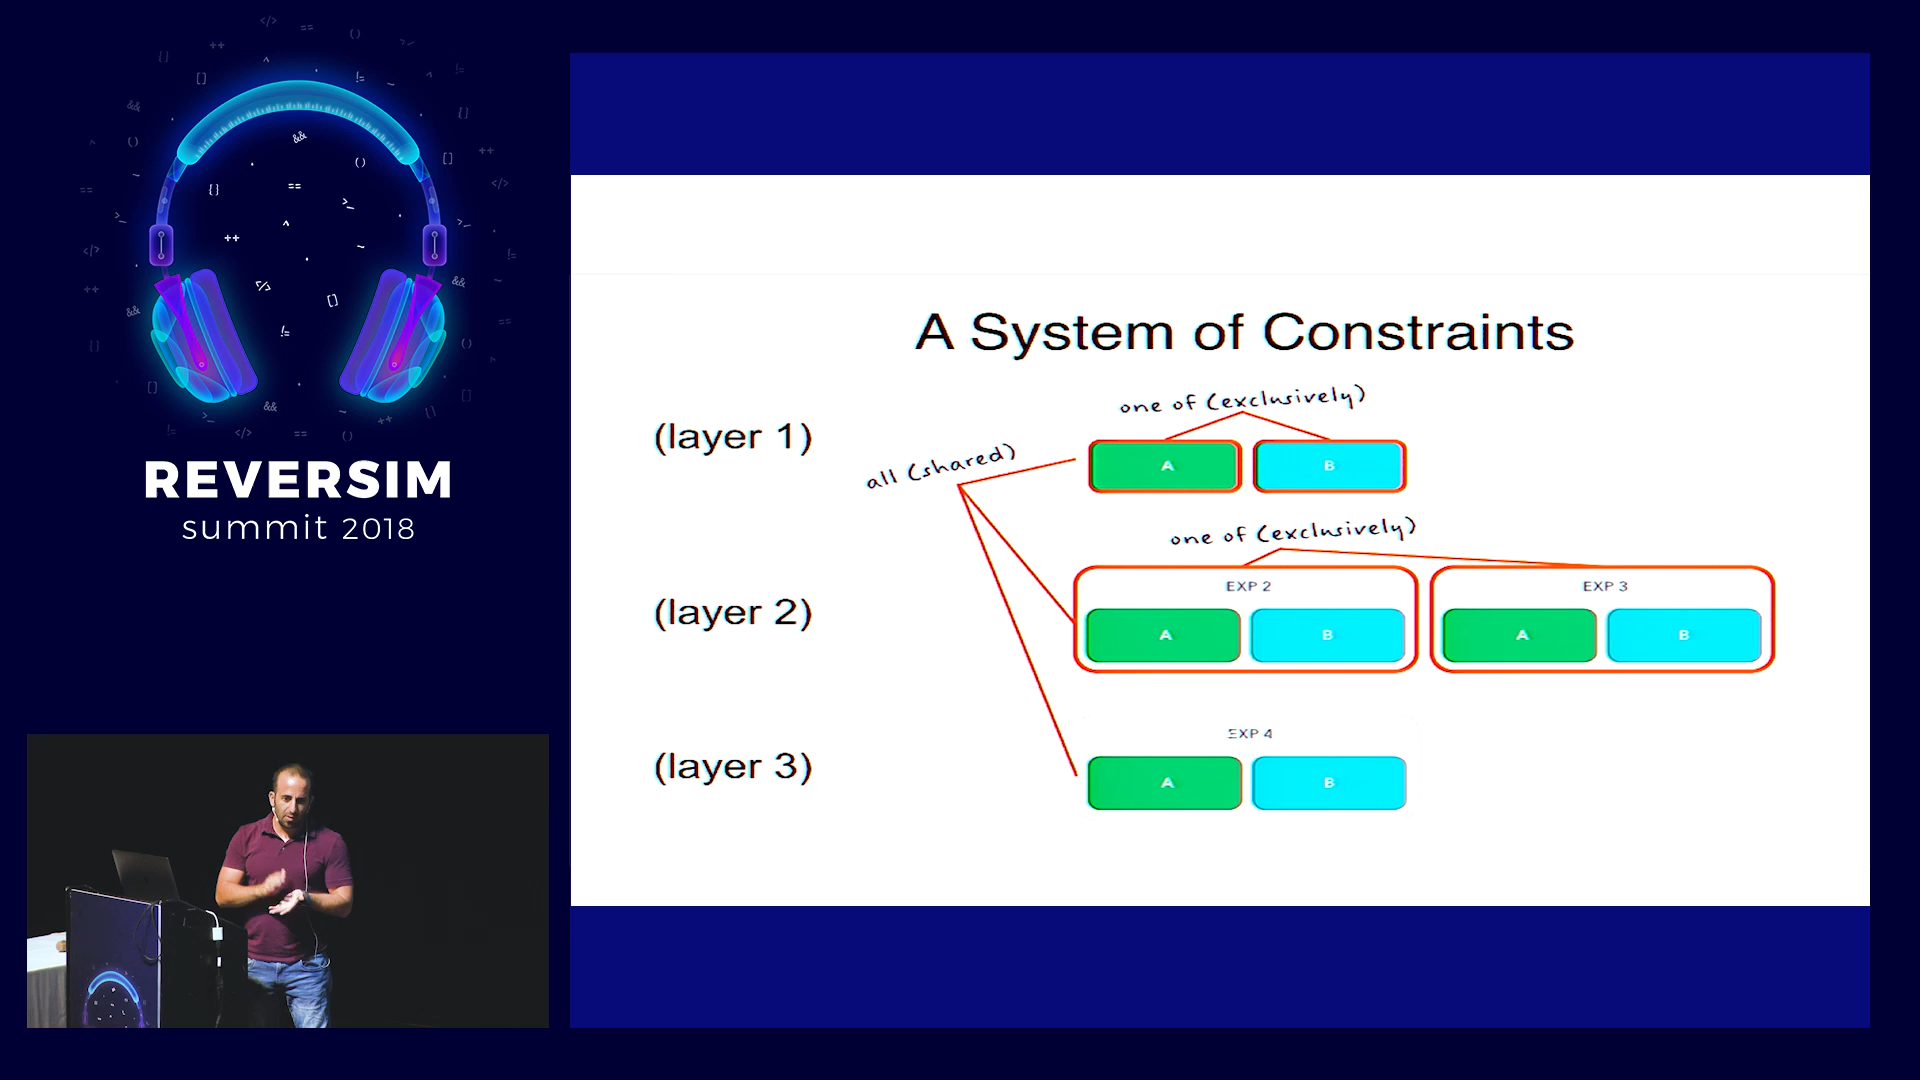 REVERSIM
summit 2018
A System of Constraints
one of (exclusively)
(layer 1)
all (shared)
A
B
one of (exclusively)
(layer 2)
EXP 2
EXP 3
A
B
A
B
EXP 4
(layer 3)
A
B